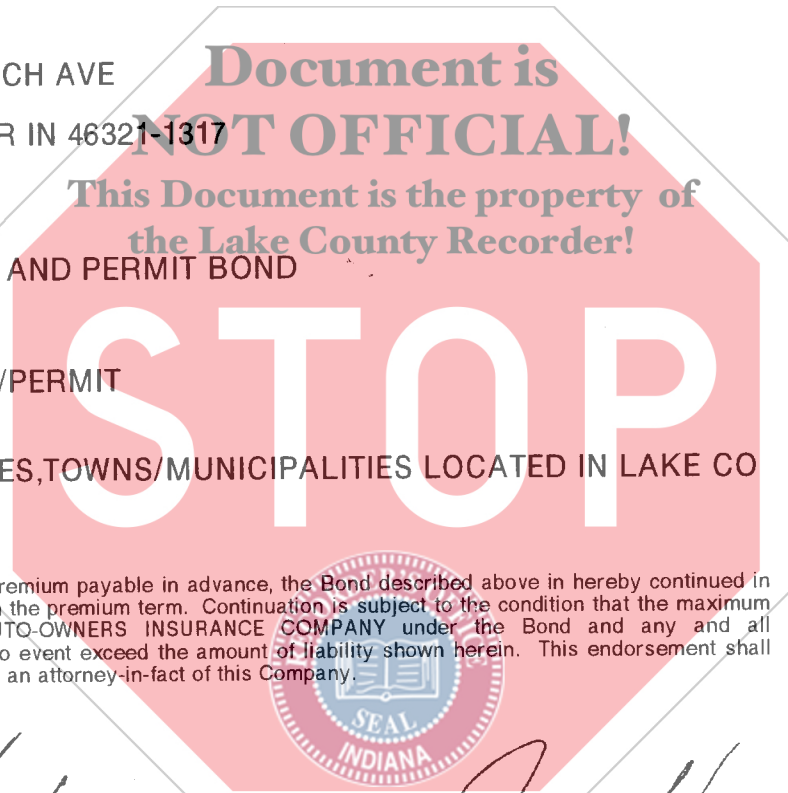 CH AVE
Document is
R IN 46321-1317
NOT OFFICIAL!
This Document is the property of
the Lake County Recorder!
AND PERMIT BOND
STOP
/PERMIT
ES,TOWNS/MUNICIPALITIES LOCATED IN LAKE CO
remium payable in advance, the Bond described above in hereby continued in
the premium term. Continuation is subject to the condition that the maximum
UTO-OWNERS INSURANCE COMPANY under the Bond and any and all
o event exceed the amount of liability shown herein. This endorsement shall
an attorney-in-fact of this Company.
SEAL
INDIANA